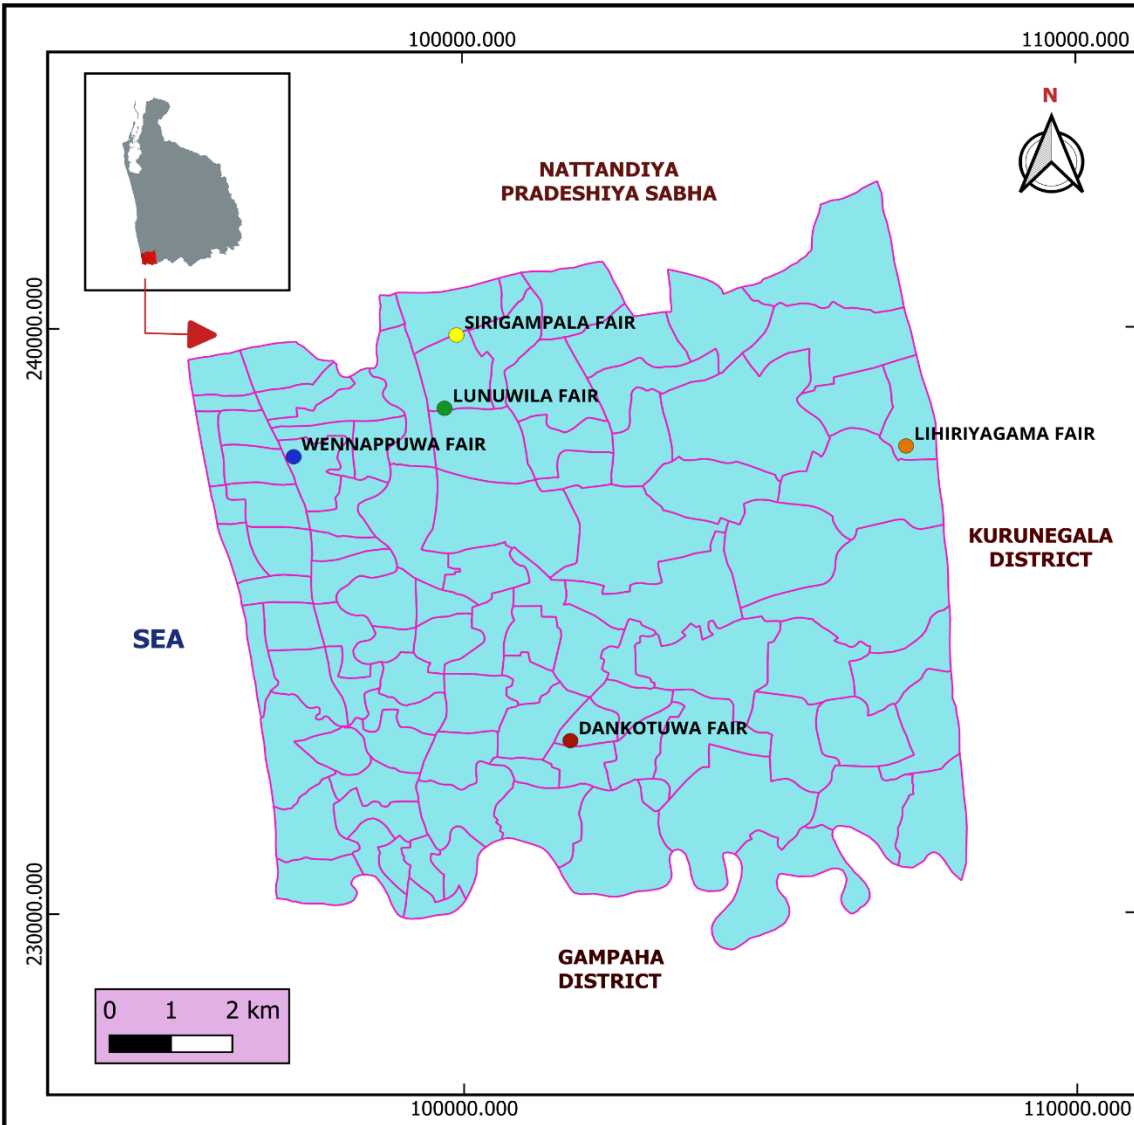 100000.000
110000.000
N
NATTANDIYA
PRADESHIYA SABHA
240000.000
SIRIGAMPALA FAIR
LUNUWILA FAIR
WENNAPPUWA FAIR
LIHIRIYAGAMA FAIR
KURUNEGALA
DISTRICT
SEA
DANKOTUWA FAIR
230000.000
GAMPAHA
DISTRICT
0 1 2 km
100000.000
110000.000